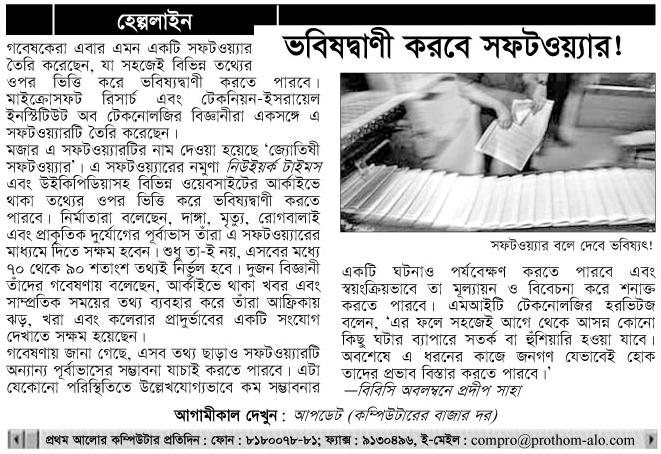 হেল্পলাইন
ভবিষদ্বাণী করবে সফটওয়্যার!
গবেষকেরা এবার এমন একটি সফটওয়্যার
তৈরি করেছেন, যা সহজেই বিভিন্ন তথ্যের
ওপর ভিত্তি করে ভবিষ্যদ্বাণী করতে পারবে।
মাইক্রোসফট রিসার্চ এবং টেকনিয়ন-ইসরায়েল
ইনস্টিটিউট অব টেকনোলজির বিজ্ঞানীরা একসঙ্গে এ
সফটওয়্যারটি তৈরি করেছেন।
মজার এ সফটওয়্যারটির নাম দেওয়া হয়েছে ‘জ্যোতিষী
সফটওয়্যার’। এ সফটওয়্যারের নমুণা নিউইয়র্ক টাইমস
এবং উইকিপিডিয়াসহ বিভিন্ন ওয়েবসাইটের আর্কাইভে
থাকা তথ্যের ওপর ভিত্তি করে ভবিষ্যদ্বাণী করতে
পারবে। নির্মাতারা বলেছেন, দাঙ্গা, মৃত্যু, রোগবালাই
এবং প্রাকৃতিক দুর্যোগের পূর্বাভাস তাঁরা এ সফটওয়্যারের
মাধ্যমে দিতে সক্ষম হবেন। শুধু তা-ই নয়, এসবের মধ্যে
৭০ থেকে ৯০ শতাংশ তথ্যই নির্ভুল হবে। দুজন বিজ্ঞানী
তাঁদের গবেষণায় বলেছেন, আর্কাইভে থাকা খবর এবং
সাম্প্রতিক সময়ের তথ্য ব্যবহার করে তাঁরা আফ্রিকায়
ঝড়, খরা এবং কলেরার প্রাদুর্ভাবের একটি সংযোগ
দেখাতে সক্ষম হয়েছেন।
গবেষণায় জানা গেছে, এসব তথ্য ছাড়াও সফটওয়্যারটি
অন্যান্য পূর্বাভাসের সম্ভবনা যাচাই করতে পারবে। এটা
যেকোনো পরিস্থিতিতে উল্লেখযোগ্যভাবে কম সম্ভাবনার
সফটওয়্যার বলে দেবে ভবিষ্যৎ!
একটি ঘটনাও পর্যবেক্ষণ করতে পারবে এবং
স্বয়ংক্রিয়ভাবে তা মূল্যায়ন ও বিবেচনা করে শনাক্ত
করতে পারবে। এমআইটি টেকনোলজির হরভিটজ
বলেন, ‘এর ফলে সহজেই আগে থেকে আসন্ন কোনো
কিছু ঘটার ব্যাপারে সতর্ক বা হুঁশিয়ারি হওয়া যাবে।
অবশেষে এ ধরনের কাজে জনগণ যেভাবেই হোক
তাদের প্রভাব বিস্তার করতে পারবে।’
—বিবিসি অবলম্বনে প্রদীপ সাহা
আগামীকাল দেখুন : আপডেট (কম্পিউটারের বাজার দর)
প্রথম আলোর কম্পিউটার প্রতিদিন : ফোন : ৮১৮০০৭৮-৮১; ফ্যাক্স : ৯১৩০৪৯৬, ই-মেইল : compro@prothom-alo.com